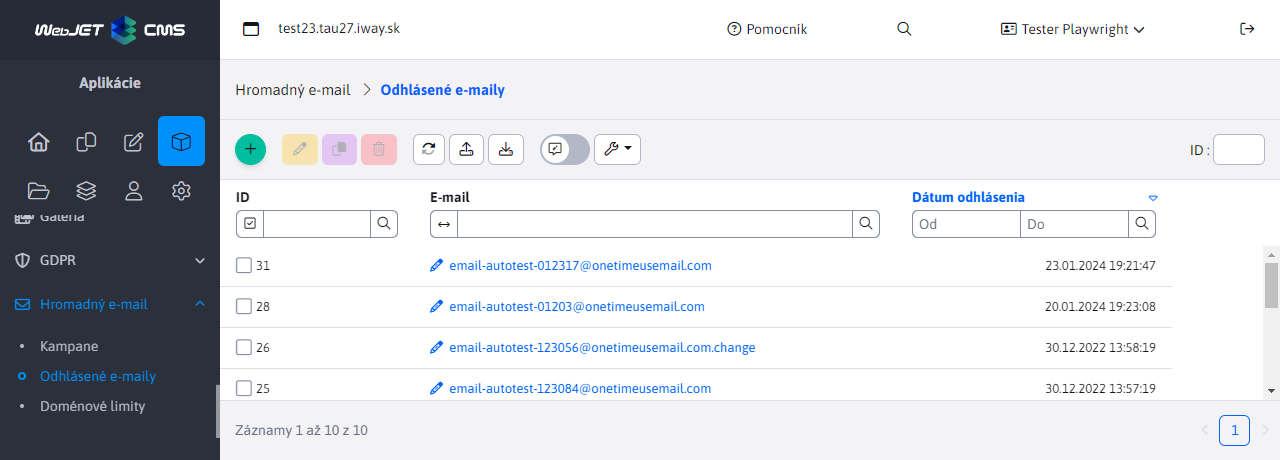 WebJET CMS
test23.tau27.iway.sk
Pomocník
Tester Playwright
Aplikácie
Hromadný e-mail
Odhlásené e-maily
ID :
Galéria
GDPR
Hromadný e-mail
Kampane
Odhlásené e-maily
Doménové limity
ID E-mail Dátum odhlásenia
Od Do
31 email-autotest-012317@onetimeusemail.com 23.01.2024 19:21:47
28 email-autotest-01203@onetimeusemail.com 20.01.2024 19:23:08
26 email-autotest-123056@onetimeusemail.com.change 30.12.2022 13:58:19
25 email-autotest-123084@onetimeusemail.com 30.12.2022 13:57:19
Záznamy 1 až 10 z 10
1